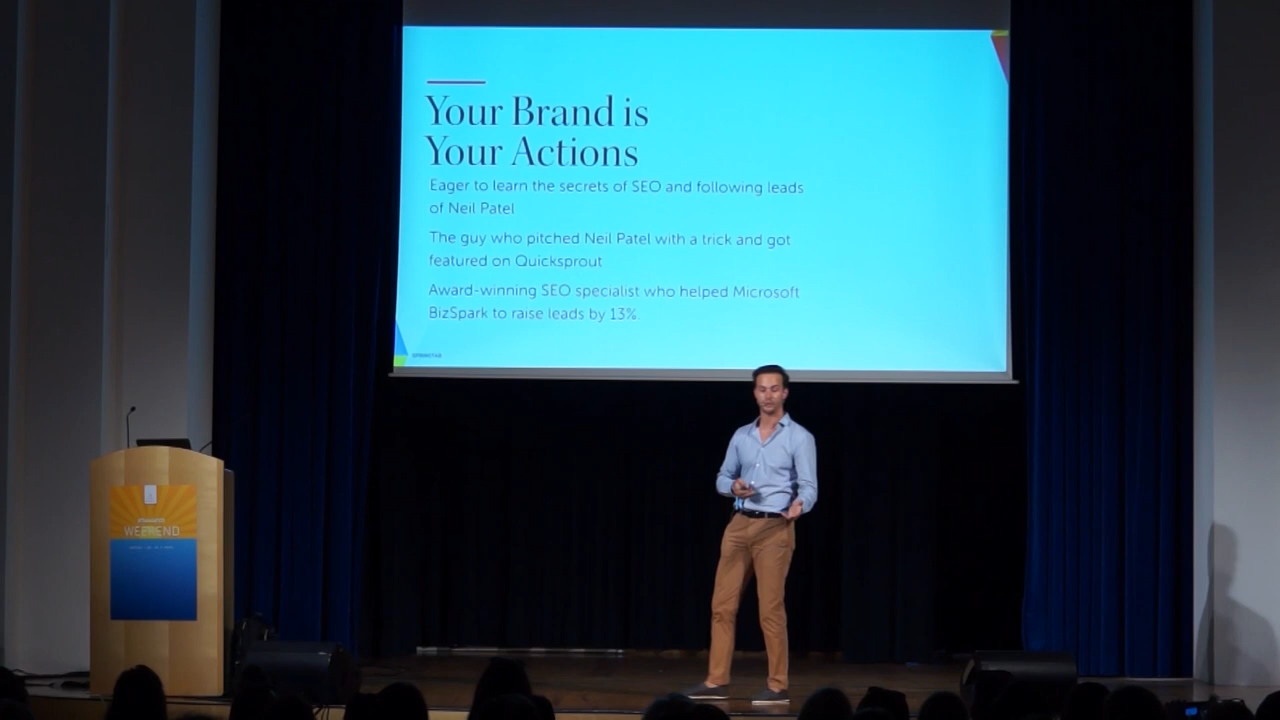 Your Brand is
Your Actions
Eager to learn the secrets of SEO and following leads
of Neil Patel
The guy who pitched Neil Patel with a trick and got
featured on Quicksprout
Award-winning SEO specialist who helped Microsoft
BizSpark to raise leads by 13%.
WEEKEND